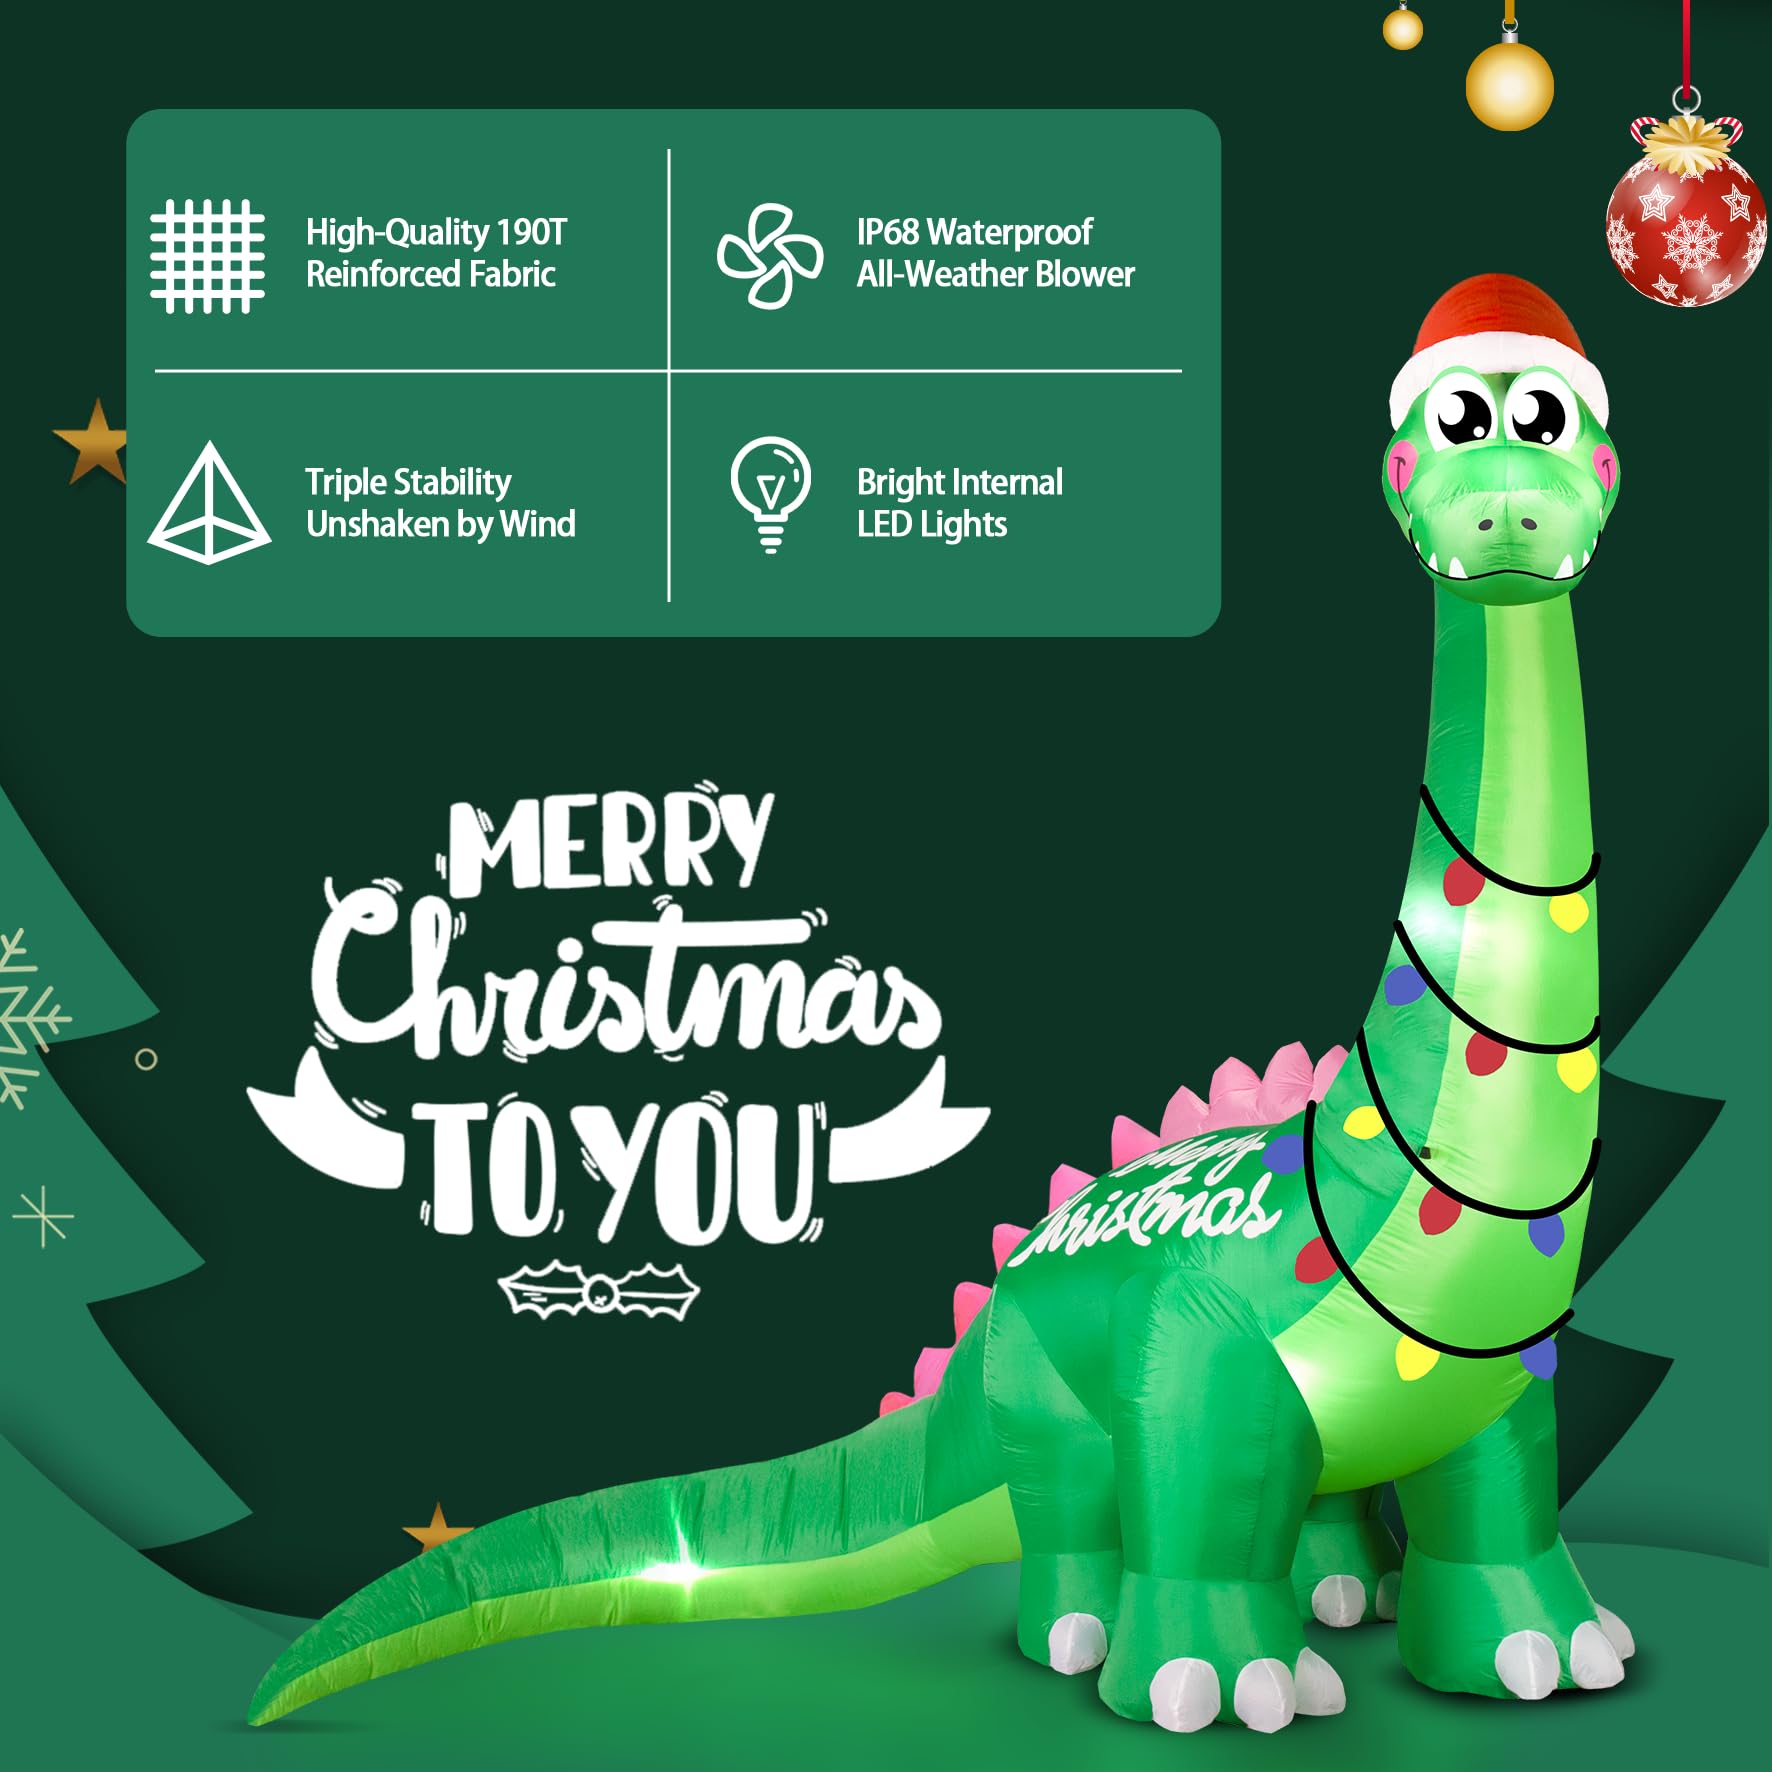 High-Quality 190T
Reinforced Fabric
IP68 Waterproof
All-Weather Blower
Triple Stability
Unshaken by Wind
Bright Internal
LED Lights
MERRY
Christmas
TO YOU
Merry
Christmas